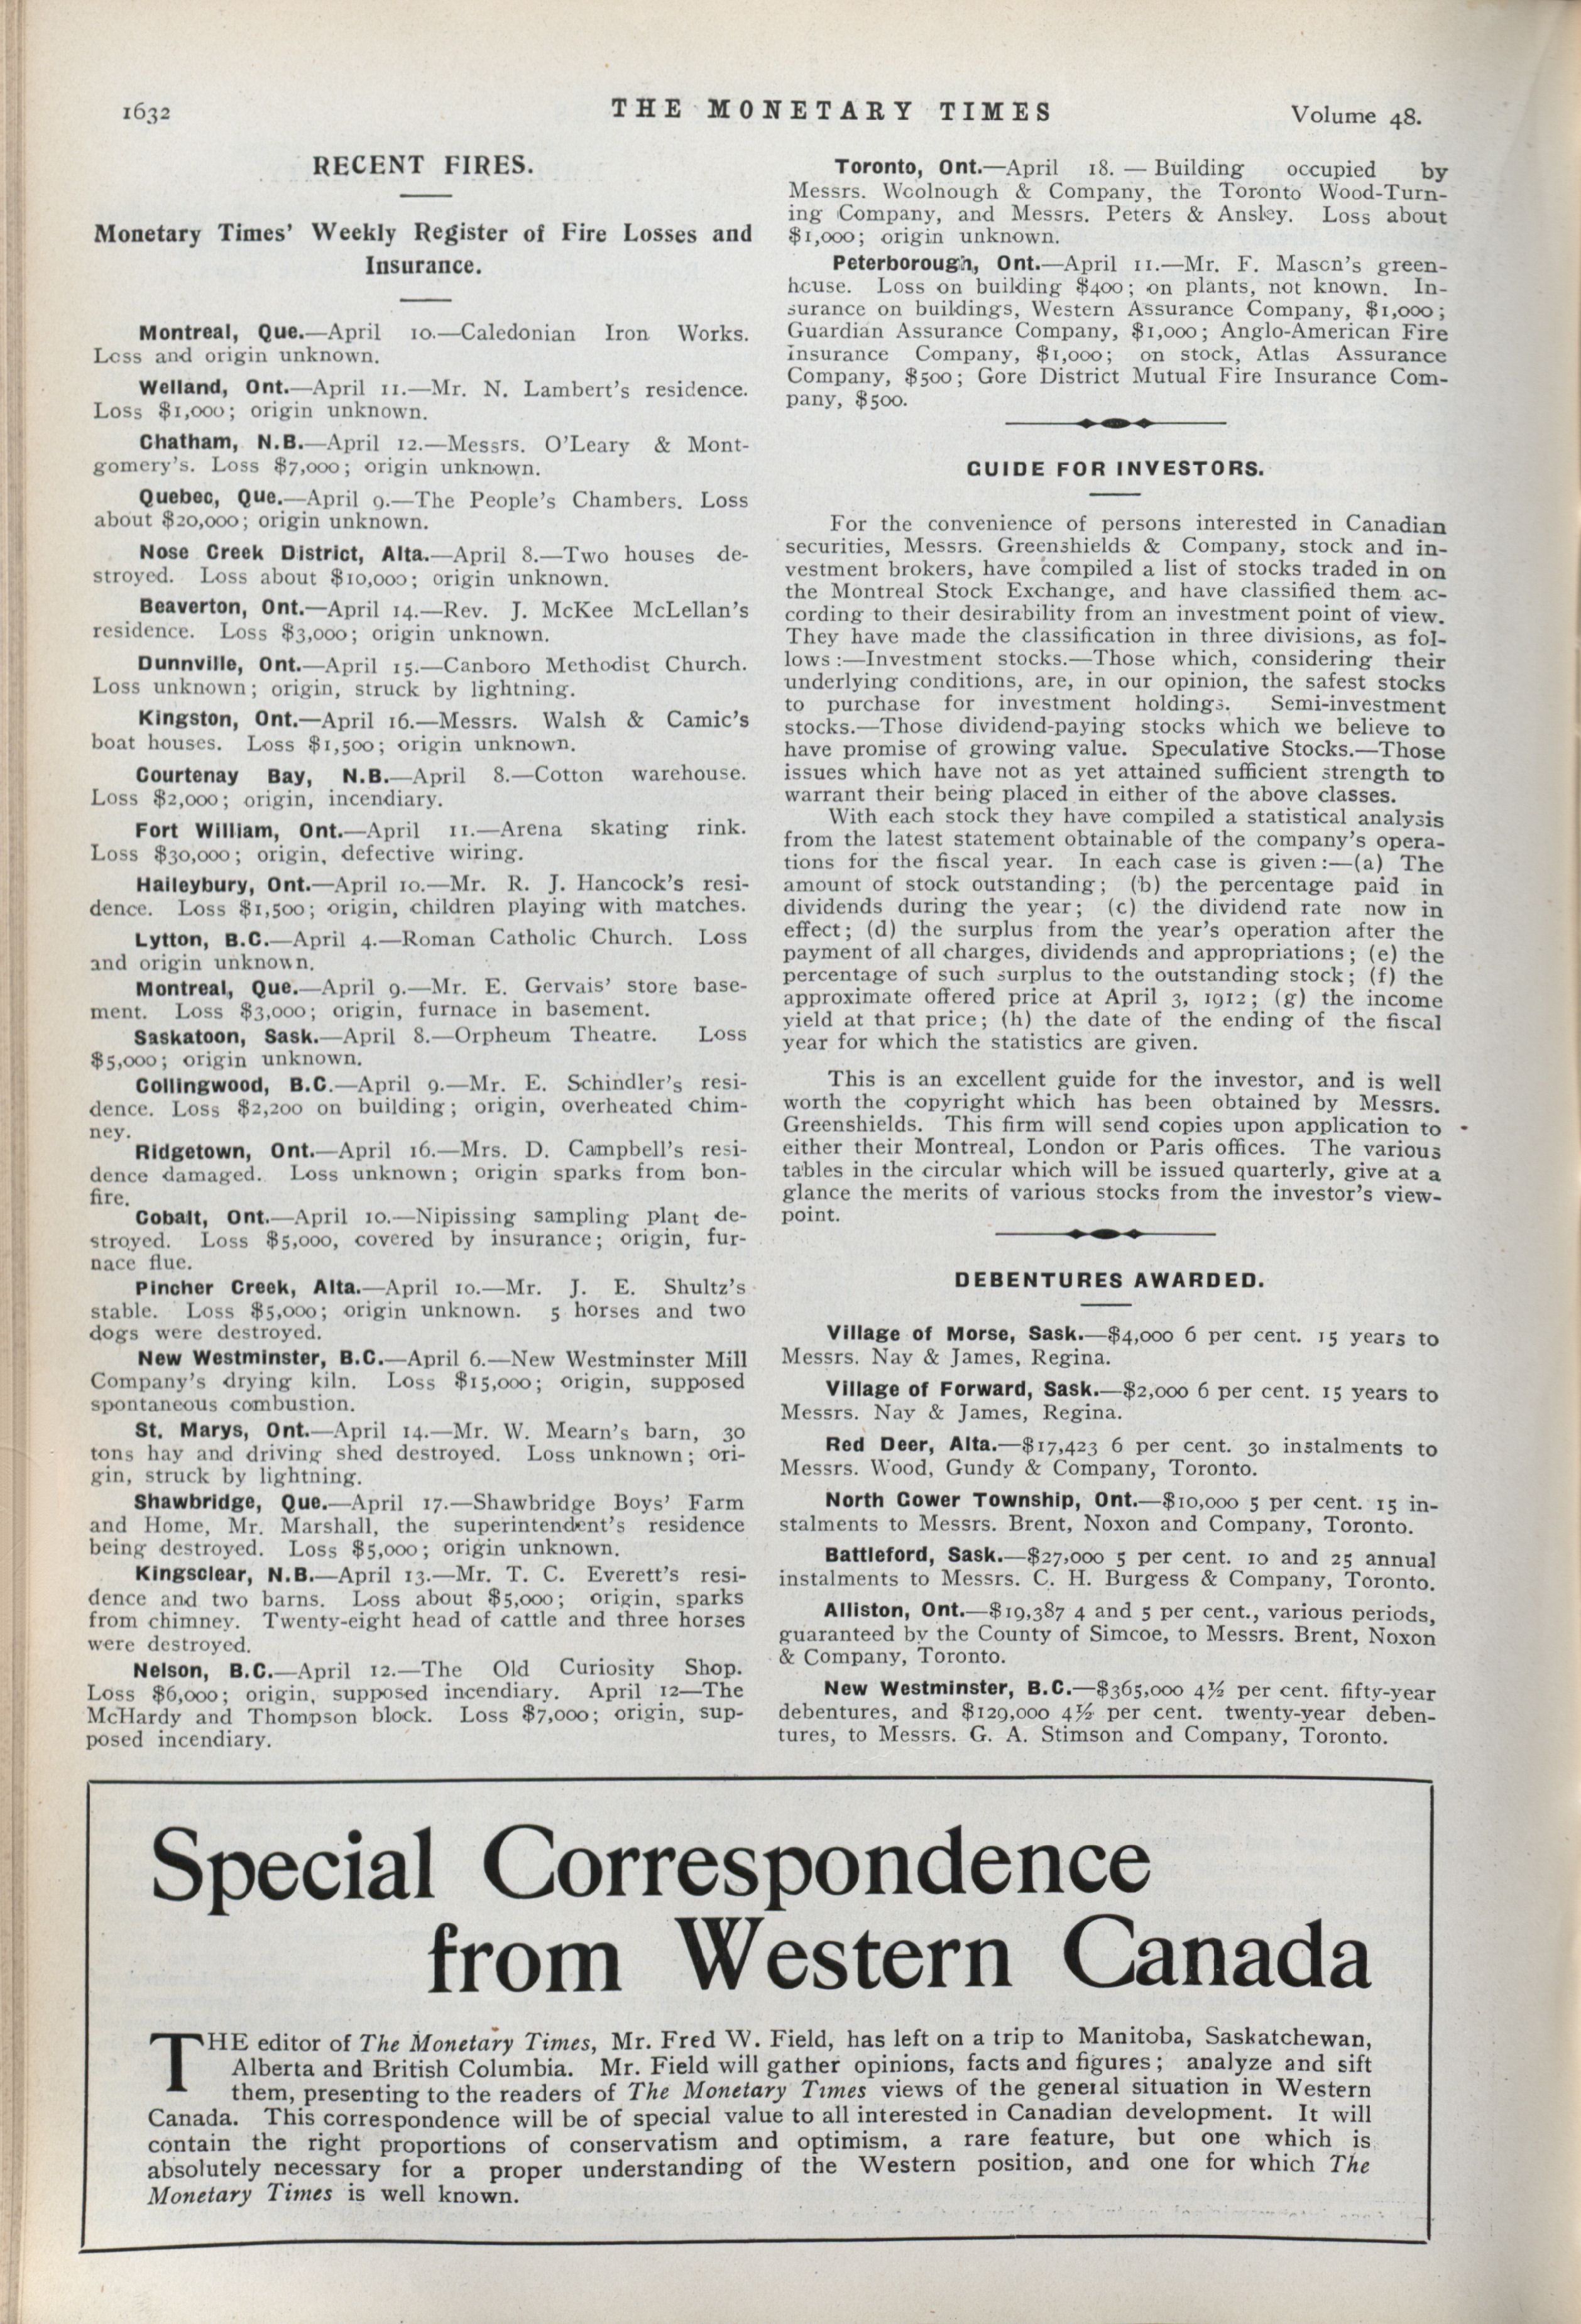 1632
THE MONETARY TIMES
Volume 48.
RECENT FIRES.
Monetary Times' Weekly Register of Fire Losses and
Insurance.
Montreal, Que.—April 10.—Caledonian Iron Works.
Loss and origin unknown.
Welland, Ont.—April 11.—Mr. N. Lambert's residence.
Loss $1,000; origin unknown.
Chatham, N.B.—April 12.—Messrs. O'Leary & Mont-
gomery's. Loss $7,000; origin unknown.
Quebec, Que.—April 9.—The People's Chambers. Loss
about $20,000; origin unknown.
Nose Creek District, Alta.—April 8.—Two houses de-
stroyed. Loss about $10,000; origin unknown.
Beaverton, Ont.—April 14.—Rev. J. McKee McLellan's
residence. Loss $3,000; origin unknown.
Dunnville, Ont.—April 15.—Canboro Methodist Church.
Loss unknown; origin, struck by lightning.
Kingston, Ont.—April 16.—Messrs. Walsh & Camic's
boat houses. Loss $1,500; origin unknown.
Courtenay Bay, N.B.—April 8.—Cotton warehouse.
Loss $2,000; origin, incendiary.
Fort William, Ont.—April 11.—Arena skating rink.
Loss $30,000; origin, defective wiring.
Haileybury, Ont.—April 10.—Mr. R. J. Hancock's resi-
dence. Loss $1,500; origin, children playing with matches.
Lytton, B.C.—April 4.—Roman Catholic Church. Loss
and origin unknown.
Montreal, Que.—April 9.—Mr. E. Gervais' store base-
ment. Loss $3,000; origin, furnace in basement.
Saskatoon, Sask.—April 8.—Orpheum Theatre. Loss
$5,000; origin unknown.
Collingwood, B.C.—April 9.—Mr. E. Schindler's resi-
dence. Loss $2,200 on building; origin, overheated chim-
ney.
Ridgetown, Ont.—April 16.—Mrs. D. Campbell's resi-
dence damaged. Loss unknown; origin sparks from bon-
fire.
Cobalt, Ont.—April 10.—Nipissing sampling plant de-
stroyed. Loss $5,000, covered by insurance; origin, fur-
nace flue.
Pincher Creek, Alta.—April 10.—Mr. J. E. Shultz's
stable. Loss $5,000; origin unknown. 5 horses and two
dogs were destroyed.
New Westminster, B.C.—April 6.—New Westminster Mill
Company's drying kiln. Loss $15,000; origin, supposed
spontaneous combustion.
St. Marys, Ont.—April 14.—Mr. W. Mearn's barn, 30
tons hay and driving shed destroyed. Loss unknown; ori-
gin, struck by lightning.
Shawbridge, Que.—April 17.—Shawbridge Boys' Farm
and Home, Mr. Marshall, the superintendent's residence
being destroyed. Loss $5,000; origin unknown.
Kingsclear, N.B.—April 13.—Mr. T. C. Everett's resi-
dence and two barns. Loss about $5,000; origin, sparks
from chimney. Twenty-eight head of cattle and three horses
were destroyed.
Nelson, B.C.—April 12.—The Old Curiosity Shop.
Loss $6,000; origin, supposed incendiary. April 12—The
McHardy and Thompson block. Loss $7,000; origin, sup-
posed incendiary.
Toronto, Ont.—April 18. — Building occupied by
Messrs. Woolnough & Company, the Toronto Wood-Turn-
ing Company, and Messrs. Peters & Ansley. Loss about
$1,000; origin unknown.
Peterborough, Ont.—April 11.—Mr. F. Mason's green-
house. Loss on building $400; on plants, not known. In-
surance on buildings, Western Assurance Company, $1,000;
Guardian Assurance Company, $1,000; Anglo-American Fire
Insurance Company, $1,000; on stock, Atlas Assurance
Company, $500; Gore District Mutual Fire Insurance Com-
pany, $500.
GUIDE FOR INVESTORS.
For the convenience of persons interested in Canadian
securities, Messrs. Greenshields & Company, stock and in-
vestment brokers, have compiled a list of stocks traded in on
the Montreal Stock Exchange, and have classified them ac-
cording to their desirability from an investment point of view.
They have made the classification in three divisions, as fol-
lows:—Investment stocks.—Those which, considering their
underlying conditions, are, in our opinion, the safest stocks
to purchase for investment holdings. Semi-investment
stocks.—Those dividend-paying stocks which we believe to
have promise of growing value. Speculative Stocks.—Those
issues which have not as yet attained sufficient strength to
warrant their being placed in either of the above classes.
With each stock they have compiled a statistical analysis
from the latest statement obtainable of the company's opera-
tions for the fiscal year. In each case is given:—(a) The
amount of stock outstanding; (b) the percentage paid in
dividends during the year; (c) the dividend rate now in
effect; (d) the surplus from the year's operation after the
payment of all charges, dividends and appropriations; (e) the
percentage of such surplus to the outstanding stock; (f) the
approximate offered price at April 3, 1912; (g) the income
yield at that price; (h) the date of the ending of the fiscal
year for which the statistics are given.
This is an excellent guide for the investor, and is well
worth the copyright which has been obtained by Messrs.
Greenshields. This firm will send copies upon application to
either their Montreal, London or Paris offices. The various
tables in the circular which will be issued quarterly, give at a
glance the merits of various stocks from the investor's view-
point.
DEBENTURES AWARDED.
Village of Morse, Sask.—$4,000 6 per cent. 15 years to
Messrs. Nay & James, Regina.
Village of Forward, Sask.—$2,000 6 per cent. 15 years to
Messrs. Nay & James, Regina.
Red Deer, Alta.—$17,423 6 per cent. 30 instalments to
Messrs. Wood, Gundy & Company, Toronto.
North Gower Township, Ont.—$10,000 5 per cent. 15 in-
stalments to Messrs. Brent, Noxon and Company, Toronto.
Battleford, Sask.—$27,000 5 per cent. 10 and 25 annual
instalments to Messrs. C. H. Burgess & Company, Toronto.
Alliston, Ont.—$19,387 4 and 5 per cent., various periods,
guaranteed by the County of Simcoe, to Messrs. Brent, Noxon
& Company, Toronto.
New Westminster, B.C.—$365,000 4½ per cent. fifty-year
debentures, and $129,000 4½ per cent. twenty-year deben-
tures, to Messrs. G. A. Stimson and Company, Toronto.
Special Correspondence
from Western Canada
THE editor of The Monetary Times, Mr. Fred W. Field, has left on a trip to Manitoba, Saskatchewan,
Alberta and British Columbia. Mr. Field will gather opinions, facts and figures; analyze and sift
them, presenting to the readers of The Monetary Times views of the general situation in Western
Canada. This correspondence will be of special value to all interested in Canadian development. It will
contain the right proportions of conservatism and optimism, a rare feature, but one which is
absolutely necessary for a proper understanding of the Western position, and one for which The
Monetary Times is well known.